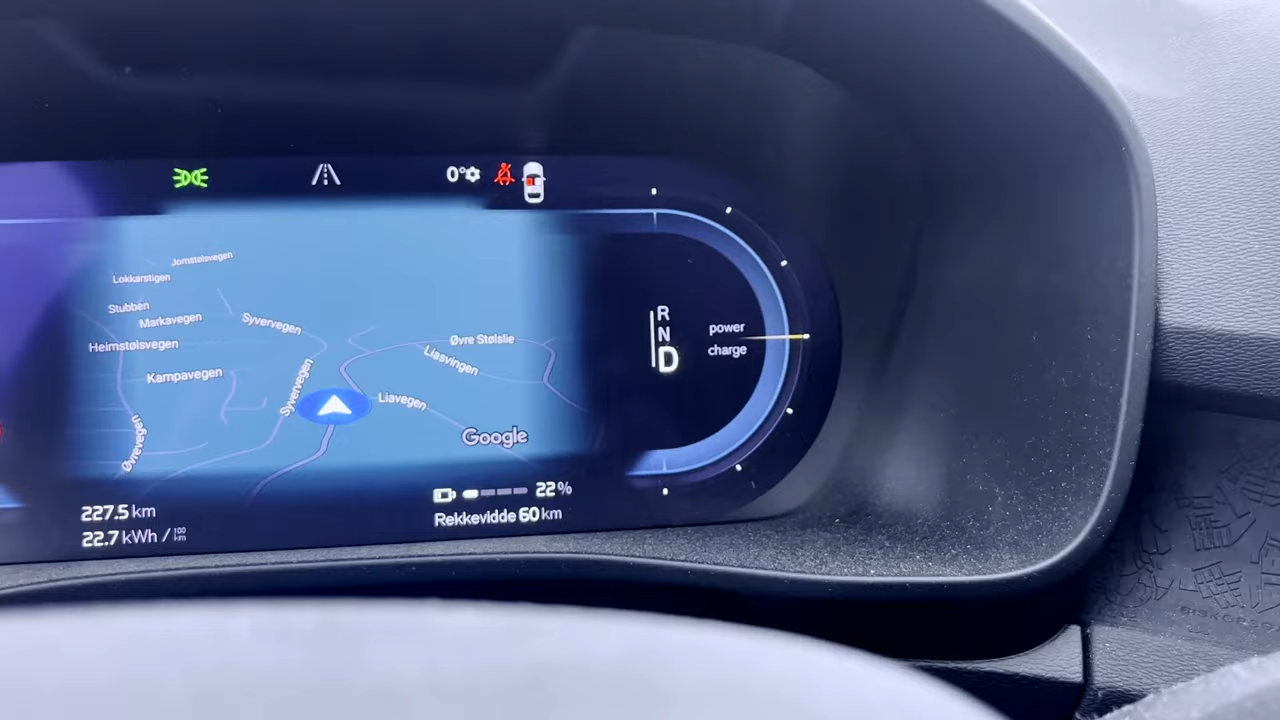 0°
Jomstølsvegen
Lokkarstigen
Stubben
Markavegen
Syvervegen
Heimstølsvegen
Øvre Stølslie
Liasvingen
Kampavegen
Syvervegen
Liavegen
Øvrevegen
Google
R
N
D
power
charge
227.5 km
22.7 kWh / 100 km
22%
Rekkevidde 60 km